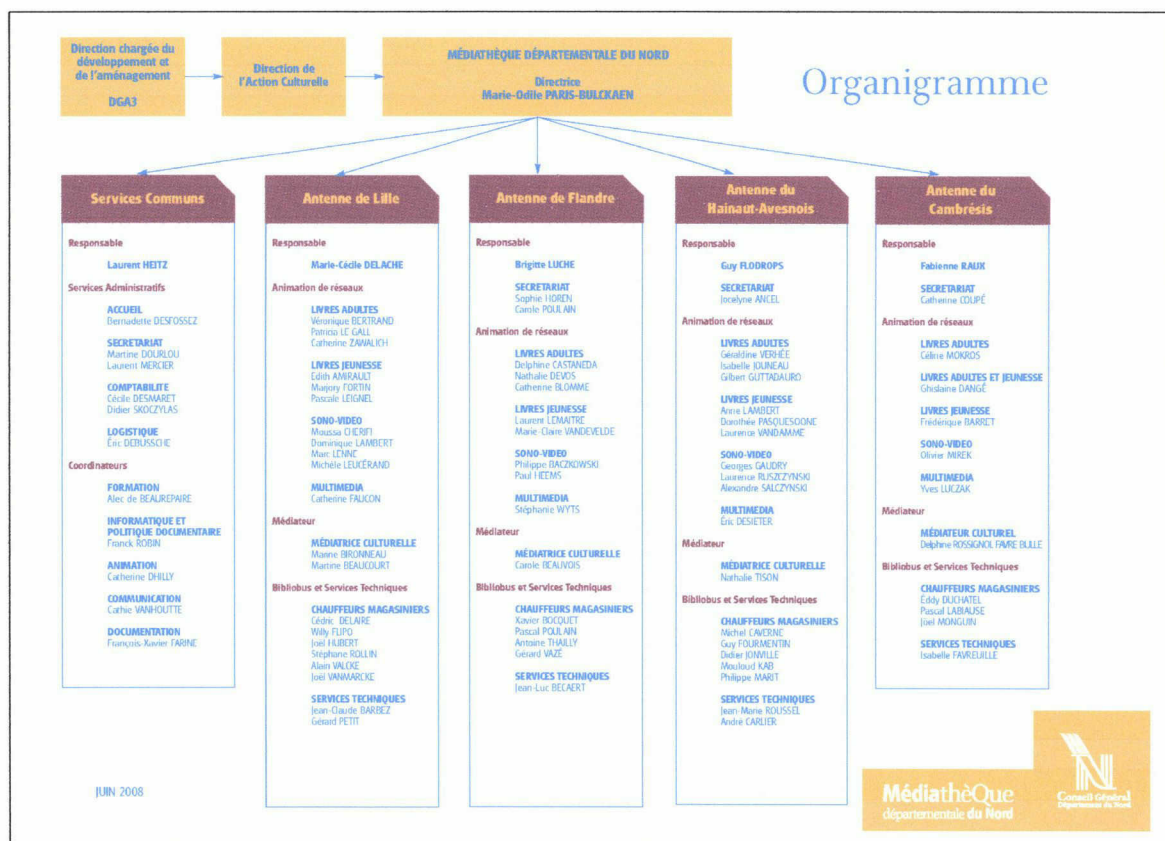 Direction chargée du
développement et
de l'aménagement
DGA3
Direction de
l'Action Culturelle
MÉDIATHÈQUE DÉPARTEMENTALE DU NORD
Directrice
Marie-Odile PARIS-BULCKAEN
Organigramme
Services Communs
Responsable
Laurent HEITZ
Services Administratifs
ACCUEIL
Bernadette DESFOSSEZ
SECRETARIAT
Martine DOURLOU
Laurent MERCIER
COMPTABILITE
Cécile DESMARET
Didier SKOCZYLAS
LOGISTIQUE
Éric DEBUSSCHE
Coordinateurs
FORMATION
Alec de BEAUREPAIRE
INFORMATIQUE ET
POLITIQUE DOCUMENTAIRE
Franck ROBIN
ANIMATION
Catherine DHILLY
COMMUNICATION
Cathie VANHOUTTE
DOCUMENTATION
François-Xavier FARINE
Antenne de Lille
Responsable
Marie-Cécile DELACHE
Animation de réseaux
LIVRES ADULTES
Véronique BERTRAND
Patricia LE GALL
Catherine ZAWALICH
LIVRES JEUNESSE
Edith AMIRAULT
Marjory FORTIN
Pascale LEIGNEL
SONO-VIDEO
Moussa CHERIFI
Dominique LAMBERT
Marc LENNE
Michèle LEUCÉRAND
MULTIMEDIA
Catherine FAUCON
Médiateur
MÉDIATRICE CULTURELLE
Marine BIRONNEAU
Martine BEAUCOURT
Bibliobus et Services Techniques
CHAUFFEURS MAGASINIERS
Cédric DELAIRE
Willy FLIPO
Joël HUBERT
Stéphane ROLLIN
Alain VALCKE
Joël VANMARCKE
SERVICES TECHNIQUES
Jean-Claude BARBEZ
Gérard PETIT
Antenne de Flandre
Responsable
Brigitte LUCHE
SECRETARIAT
Sophie HOREN
Carole POULAIN
Animation de réseaux
LIVRES ADULTES
Delphine CASTANEDA
Nathalie DEVOS
Catherine BLOMME
LIVRES JEUNESSE
Laurent LEMAITRE
Marie-Claire VANDEVELDE
SONO-VIDEO
Philippe BACZKOWSKI
Paul HEEMS
MULTIMEDIA
Stéphanie WYTS
Médiateur
MÉDIATRICE CULTURELLE
Carole BEAUVOIS
Bibliobus et Services Techniques
CHAUFFEURS MAGASINIERS
Xavier BOCQUET
Pascal POULAIN
Antoine THAILLY
Gérard VAZÉ
SERVICES TECHNIQUES
Jean-Luc BECAERT
Antenne du
Hainaut-Avesnois
Responsable
Guy FLODROPS
SECRÉTARIAT
Jocelyne ANCEL
Animation de réseaux
LIVRES ADULTES
Géraldine VERHÉE
Isabelle JOUNEAU
Gilbert GUTTADAURO
LIVRES JEUNESSE
Anne LAMBERT
Dorothée PASQUESOONE
Laurence VANDAMME
SONO-VIDEO
Georges GAUDRY
Laurence RUSZCZYNSKI
Alexandre SALCZYNSKI
MULTIMEDIA
Éric DESIETER
Médiateur
MÉDIATRICE CULTURELLE
Nathalie TISON
Bibliobus et Services Techniques
CHAUFFEURS MAGASINIERS
Michel CAVERNE
Guy FOURMENTIN
Didier JONVILLE
Mouloud KAB
Philippe MARIT
SERVICES TECHNIQUES
Jean-Marie ROUSSEL
André CARLIER
Antenne du
Cambrésis
Responsable
Fabienne RAUX
SECRÉTARIAT
Catherine COUPÉ
Animation de réseaux
LIVRES ADULTES
Céline MOKROS
LIVRES ADULTES ET JEUNESSE
Ghislaine DANGÉ
LIVRES JEUNESSE
Frédérique BARRET
SONO-VIDEO
Olivier MIREK
MULTIMEDIA
Yves LUCZAK
Médiateur
MÉDIATEUR CULTUREL
Delphine ROSSIGNOL FAVRE BULLE
Bibliobus et Services Techniques
CHAUFFEURS MAGASINIERS
Éddy DUCHATEL
Pascal LABIAUSE
Joël MONGUIN
SERVICES TECHNIQUES
Isabelle FAVREUILLE
JUIN 2008
MédiathèQue
départementale du Nord
Conseil Général
Département du Nord